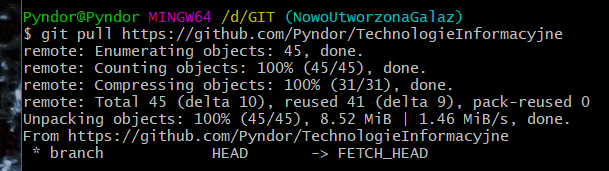 Pyndor@Pyndor MINGW64 /d/GIT (NowoUtworzonaGalaz)
$ git pull https://github.com/Pyndor/TechnologieInformacyjne
remote: Enumerating objects: 45, done.
remote: Counting objects: 100% (45/45), done.
remote: Compressing objects: 100% (31/31), done.
remote: Total 45 (delta 10), reused 41 (delta 9), pack-reused 0
Unpacking objects: 100% (45/45), 8.52 MiB | 1.46 MiB/s, done.
From https://github.com/Pyndor/TechnologieInformacyjne
 * branch            HEAD       -> FETCH_HEAD